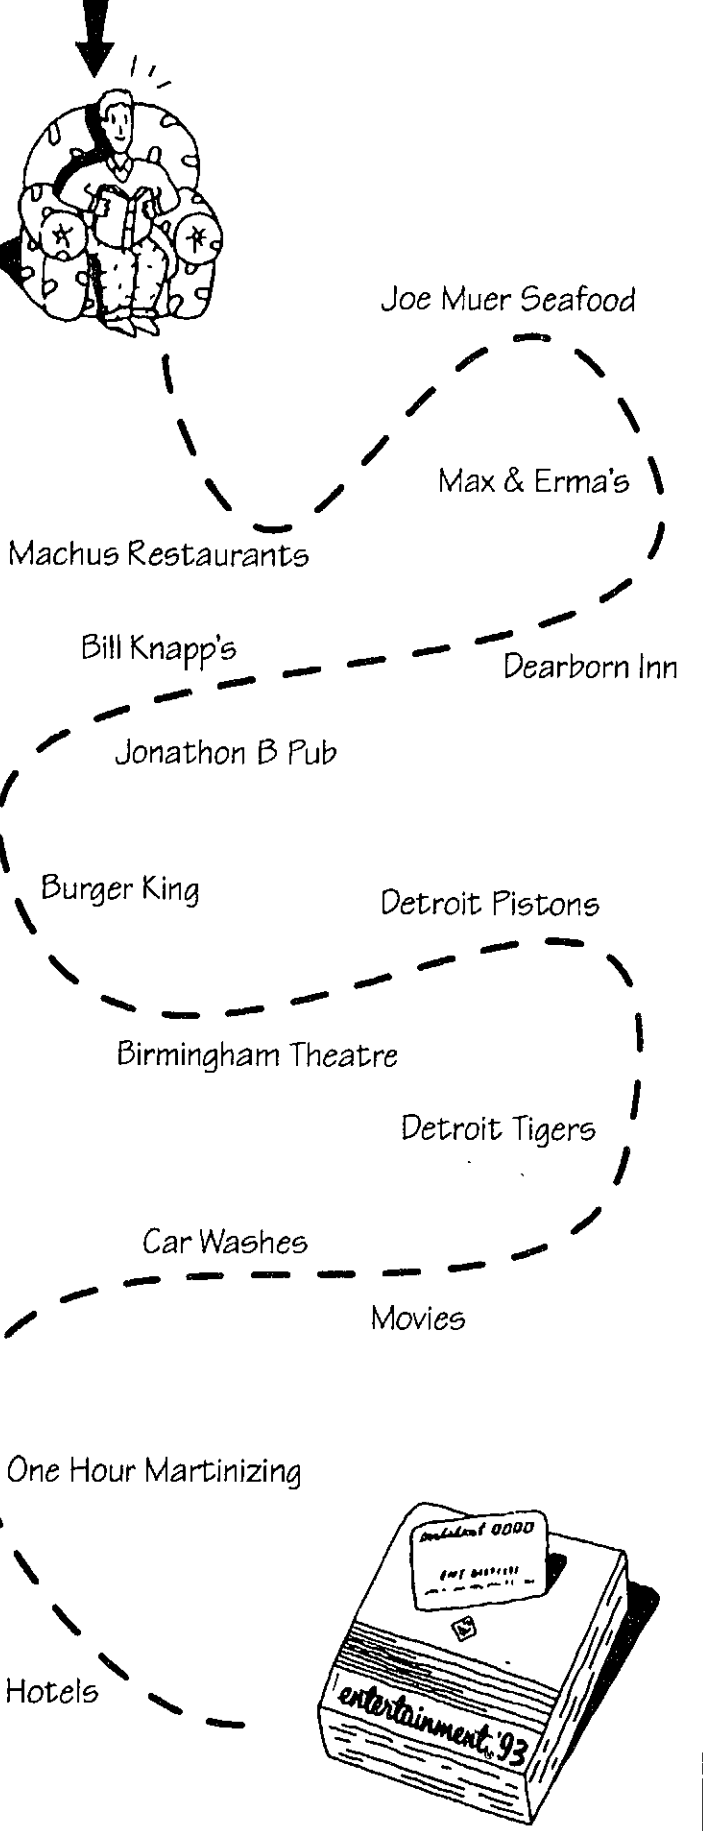 Joe Muer Seafood
Max & Erma's
Machus Restaurants
Bill Knapp's
Dearborn Inn
Jonathon B Pub
Burger King
Detroit Pistons
Birmingham Theatre
Detroit Tigers
Car Washes
Movies
One Hour Martinizing
0000
Hotels
entertainment '93